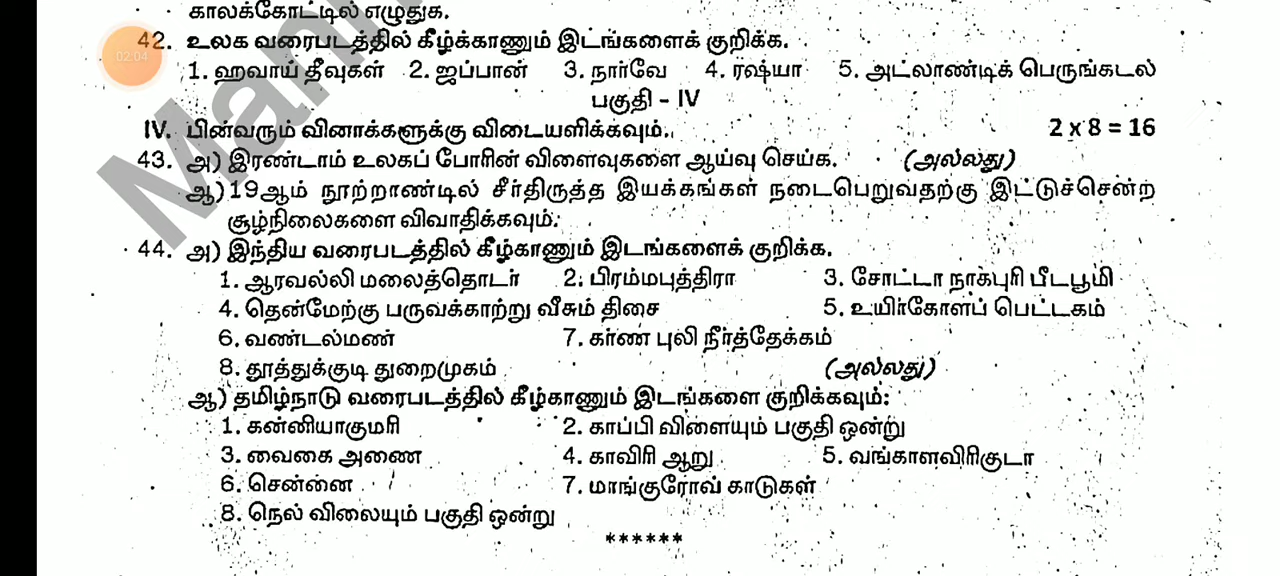 காலக்கோட்டில் எழுதுக.
42. உலக வரைபடத்தில் கீழ்க்காணும் இடங்களைக் குறிக்க.
02:04
1. ஹவாய் தீவுகள் 2. ஜப்பான் 3. நார்வே 4. ரஷ்யா 5. அட்லாண்டிக் பெருங்கடல்
பகுதி - IV
IV. பின்வரும் வினாக்களுக்கு விடையளிக்கவும். 2 x 8 = 16
43. அ) இரண்டாம் உலகப் போரின் விளைவுகளை ஆய்வு செய்க. (அல்லது)
ஆ) 19ஆம் நூற்றாண்டில் சீர்திருத்த இயக்கங்கள் நடைபெறுவதற்கு இட்டுச்சென்ற
சூழ்நிலைகளை விவாதிக்கவும்.
44. அ) இந்திய வரைபடத்தில் கீழ்காணும் இடங்களைக் குறிக்க.
1. ஆரவல்லி மலைத்தொடர் 2. பிரம்மபுத்திரா 3. சோட்டா நாக்புரி பீடபூமி
4. தென்மேற்கு பருவக்காற்று வீசும் திசை 5. உயிர்கோளப் பெட்டகம்
6. வண்டல்மண் 7. கர்ண புலி நீர்த்தேக்கம்
8. தூத்துக்குடி துறைமுகம் (அல்லது)
ஆ) தமிழ்நாடு வரைபடத்தில் கீழ்காணும் இடங்களை குறிக்கவும்:
1. கன்னியாகுமரி 2. காப்பி விளையும் பகுதி ஒன்று
3. வைகை அணை 4. காவிரி ஆறு 5. வங்காளவிரிகுடா
6. சென்னை 7. மாங்குரோவ் காடுகள்
8. நெல் விலையும் பகுதி ஒன்று
******